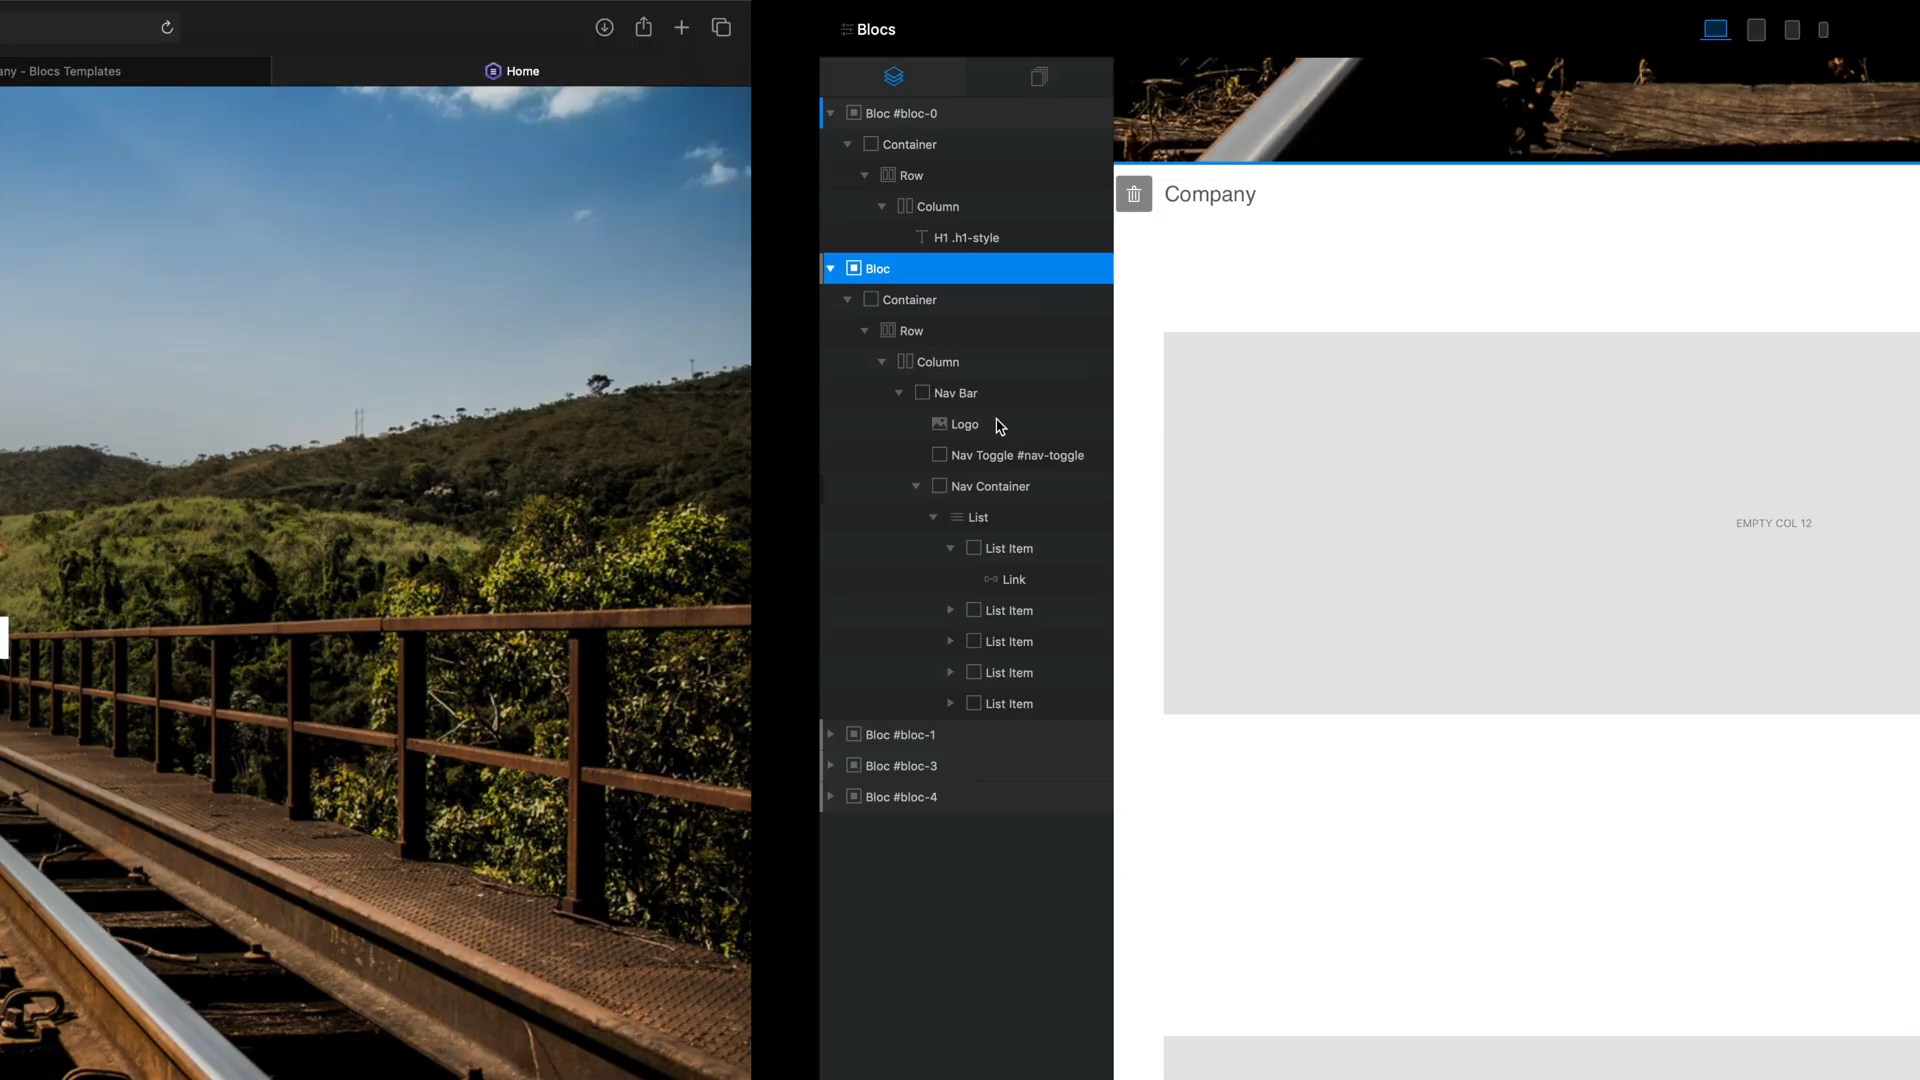 any - Blocs Templates
Home
Blocs
Bloc #bloc-0
Container
Row
Column
H1 .h1-style
Bloc
Container
Row
Column
Nav Bar
Logo
Nav Toggle #nav-toggle
Nav Container
List
List Item
Link
List Item
List Item
List Item
List Item
Bloc #bloc-1
Bloc #bloc-3
Bloc #bloc-4
Company
EMPTY COL 12